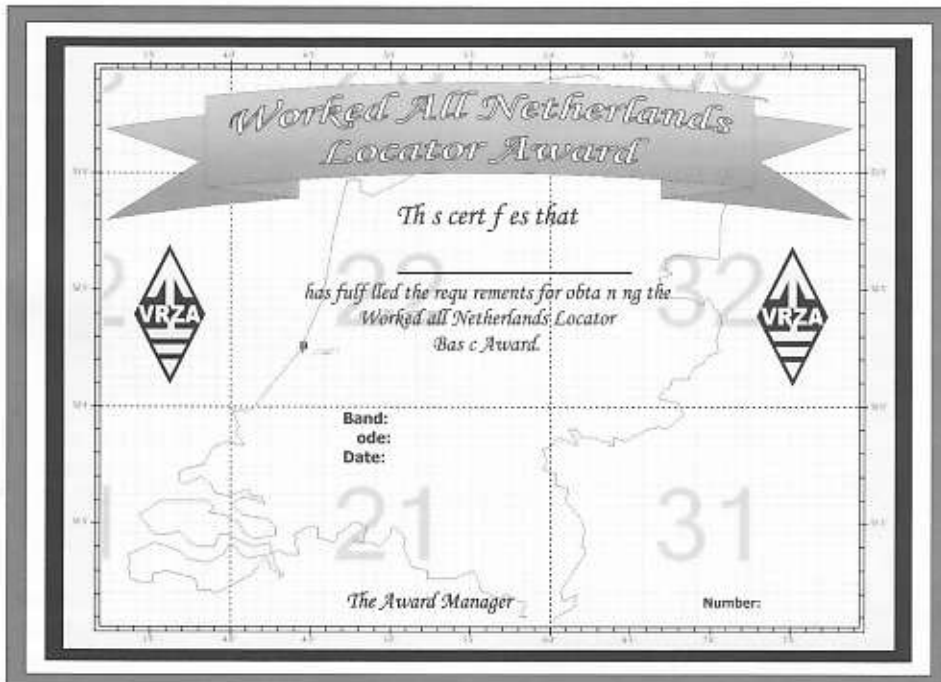 Worked All Netherlands
Locator Award
Th s cert f es that
22
32
VRZA
VRZA
has fulf lled the requ rements for obta n ng the
Worked all Netherlands Locator
Bas c Award.
Band:
ode:
Date:
21
31
The Award Manager
Number: